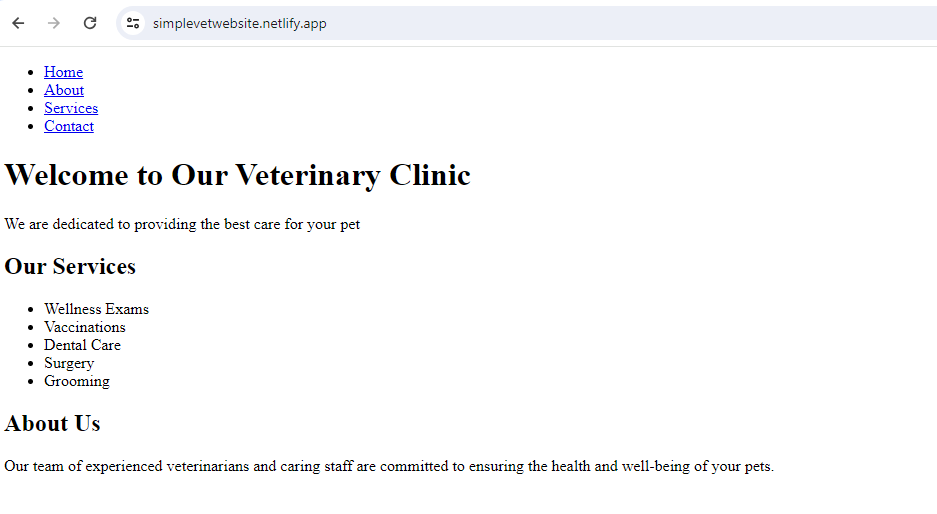 simplevetwebsite.netlify.app
Home
About
Services
Contact
Welcome to Our Veterinary Clinic
We are dedicated to providing the best care for your pet
Our Services
Wellness Exams
Vaccinations
Dental Care
Surgery
Grooming
About Us
Our team of experienced veterinarians and caring staff are committed to ensuring the health and well-being of your pets.